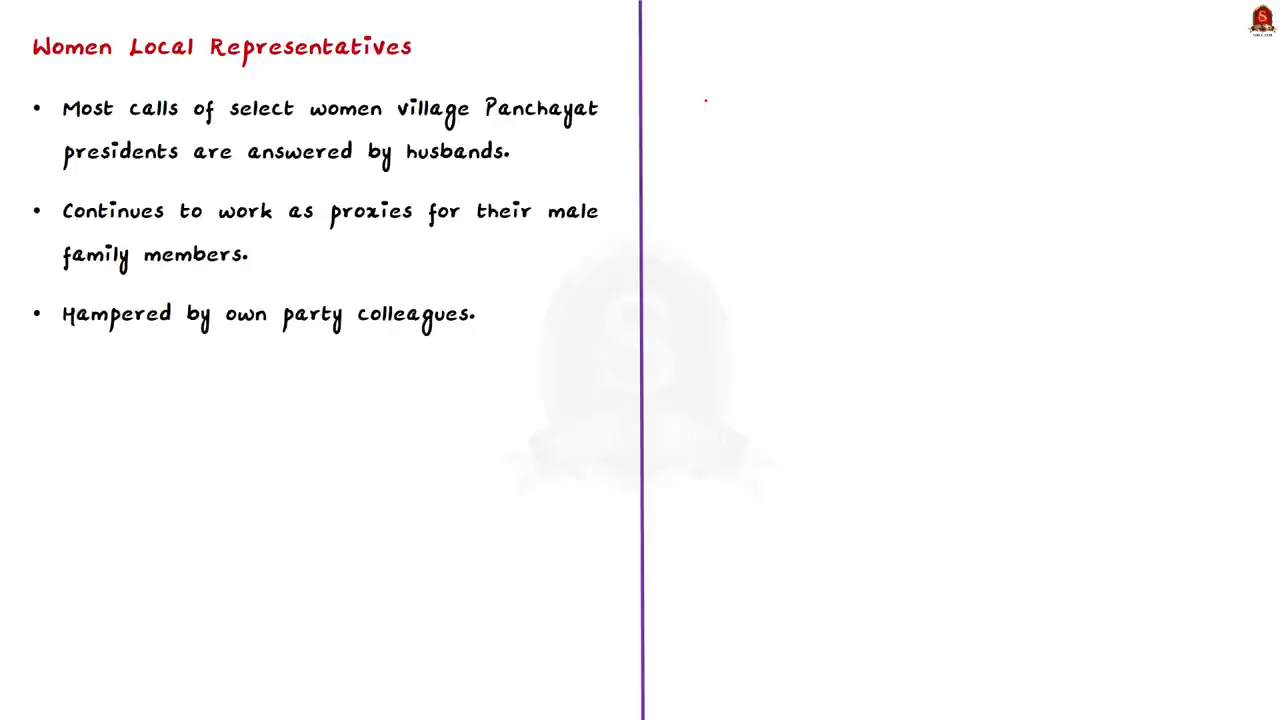 Women Local Representatives
• Most calls of select women village Panchayat
presidents are answered by husbands.
• Continues to work as proxies for their male
family members.
• Hampered by own party colleagues.
S